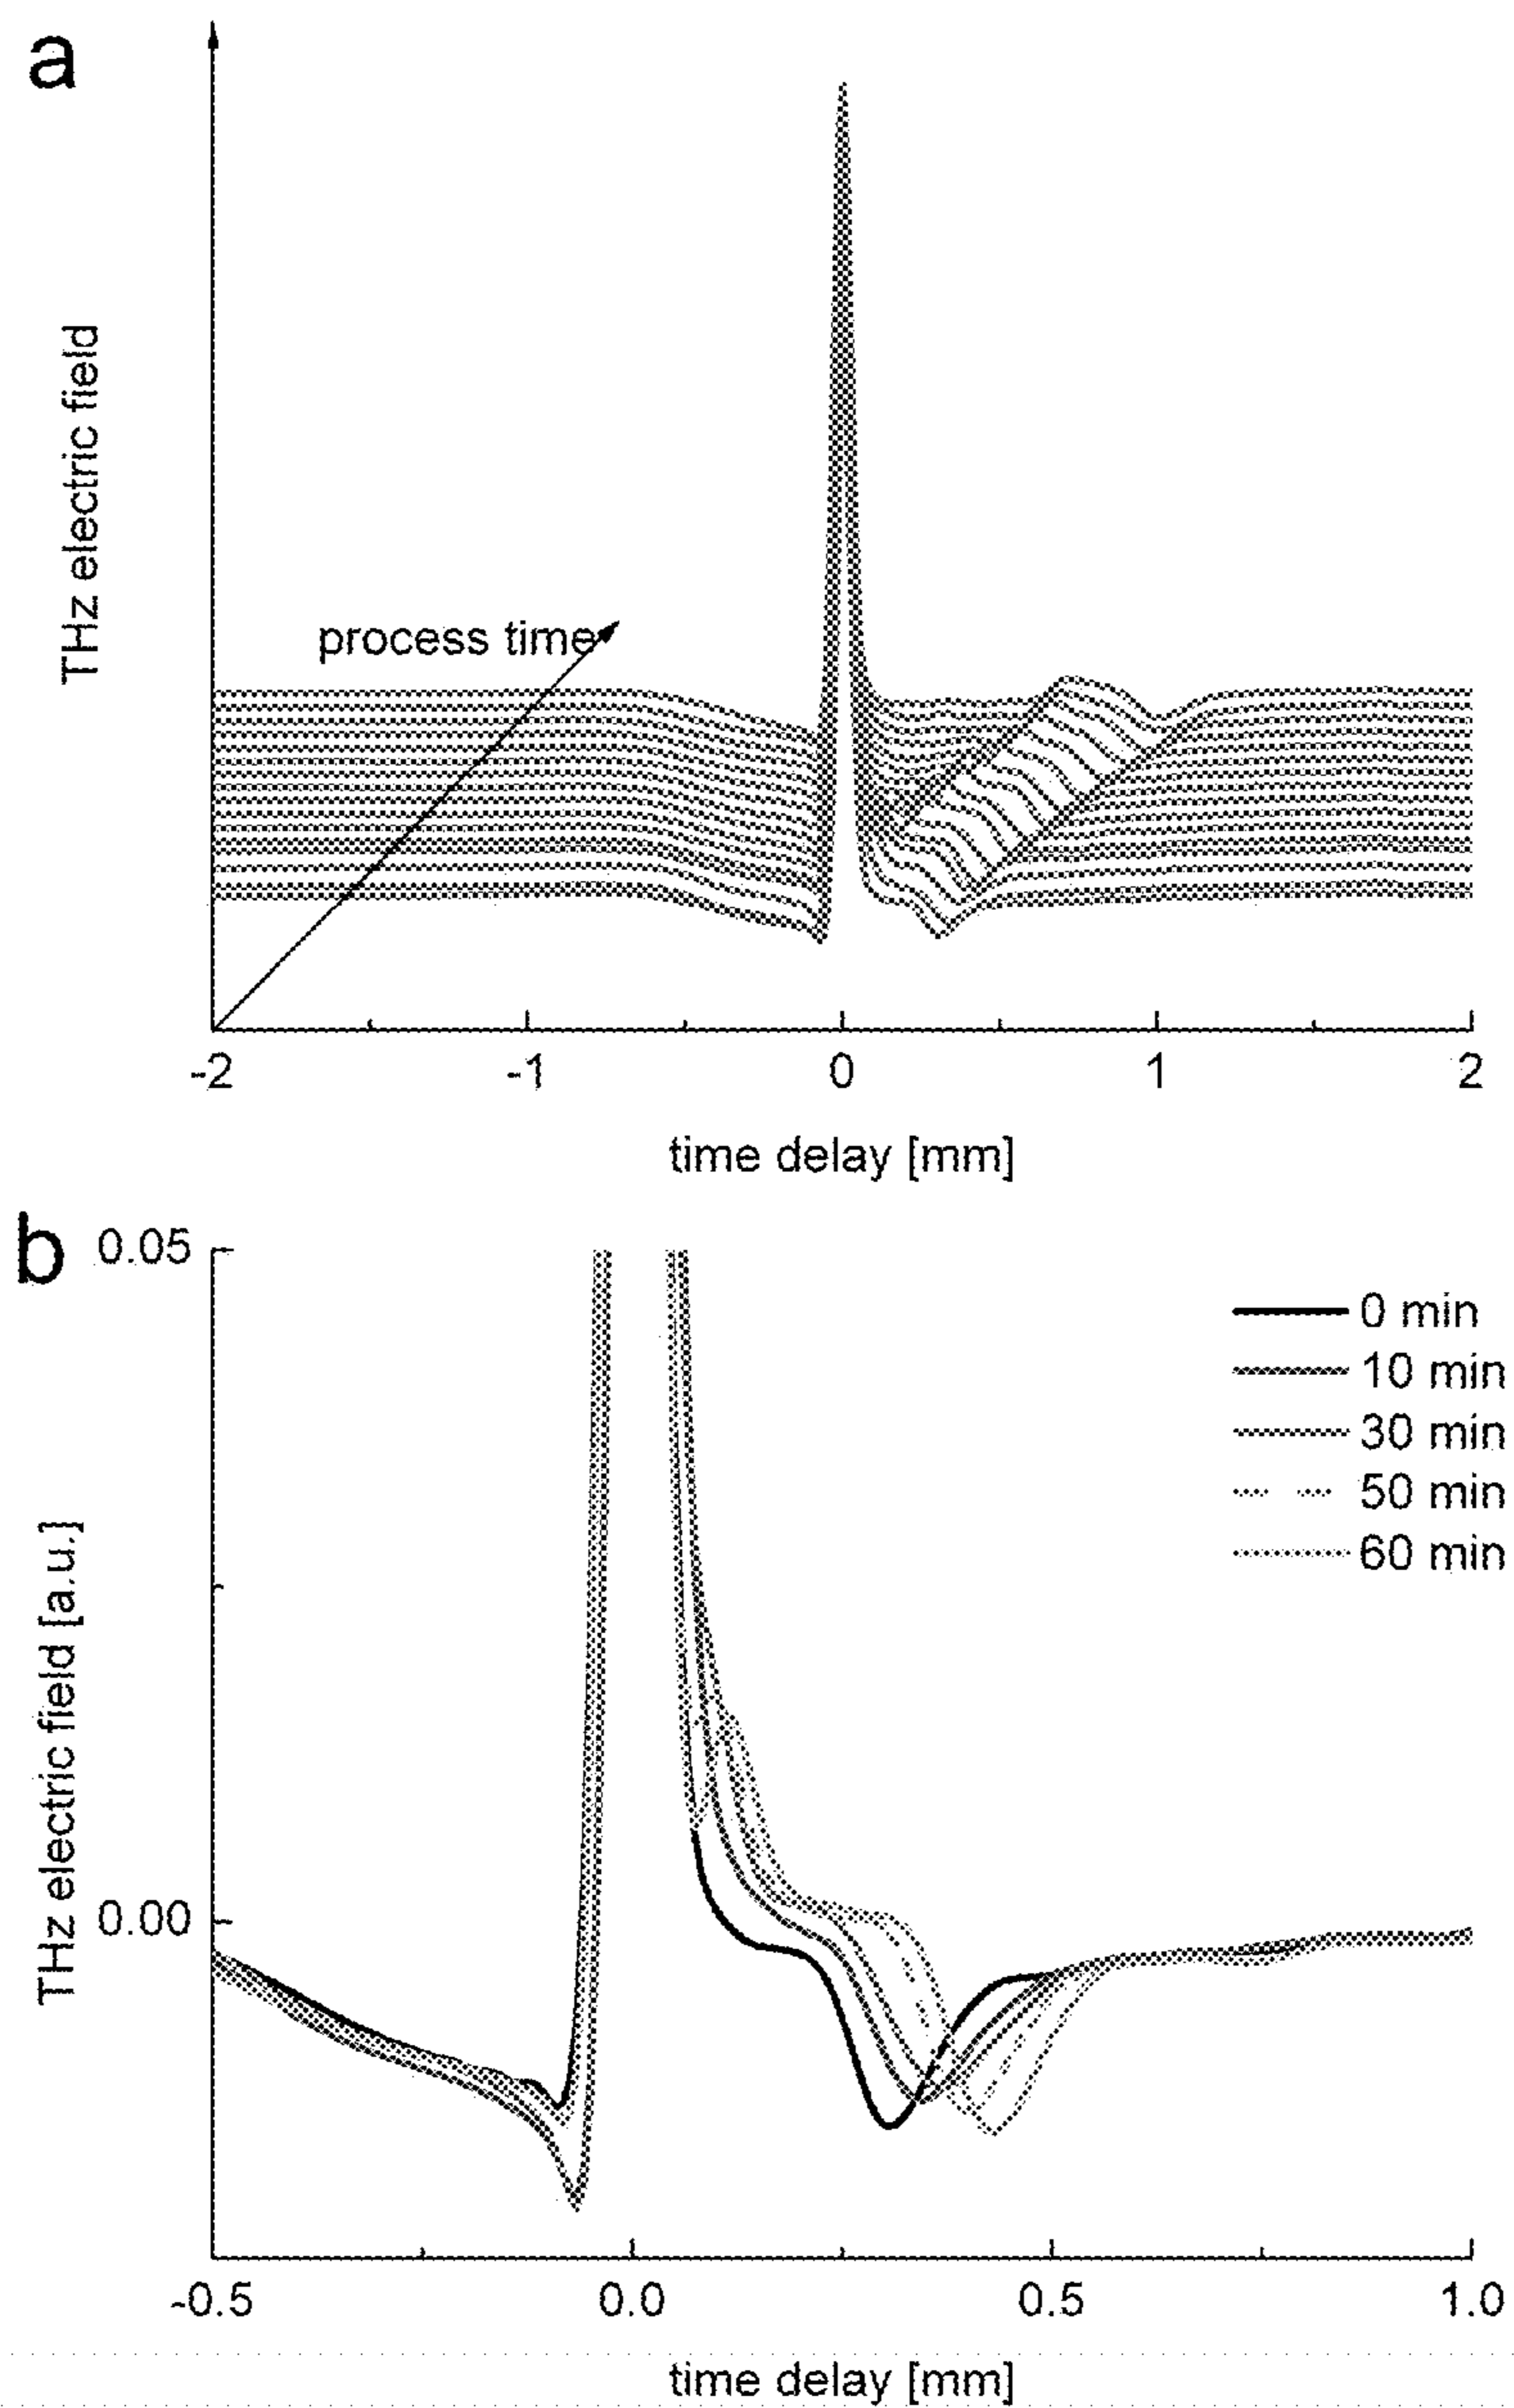 a
THz electric field
process time
-2 -1 0 1 2
time delay [mm]
b
0.05
0.00
THz electric field [a.u.]
0 min
10 min
30 min
50 min
60 min
-0.5 0.0 0.5 1.0
time delay [mm]